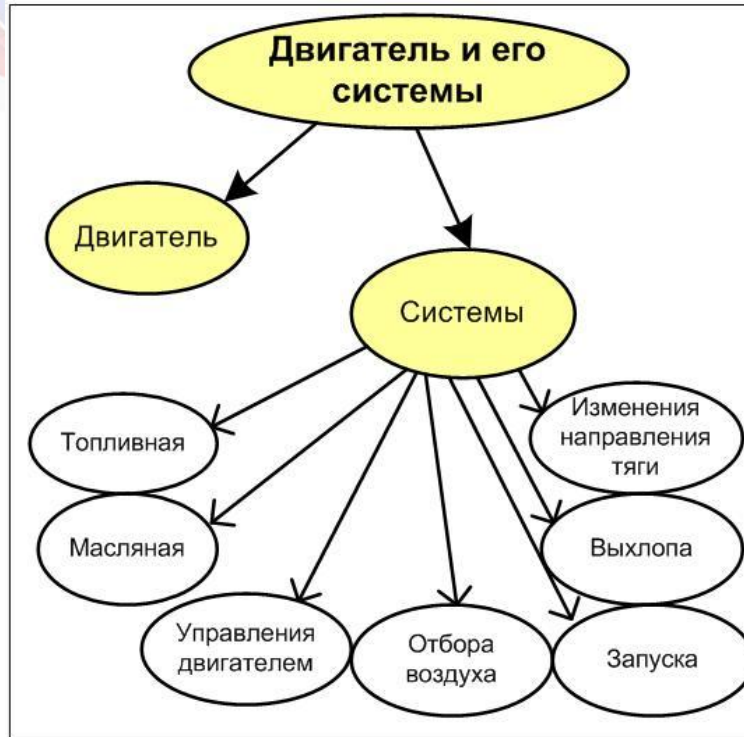 Двигатель и его
системы
Двигатель
Системы
Топливная
Масляная
Управления
двигателем
Отбора
воздуха
Запуска
Выхлопа
Изменения
направления
тяги